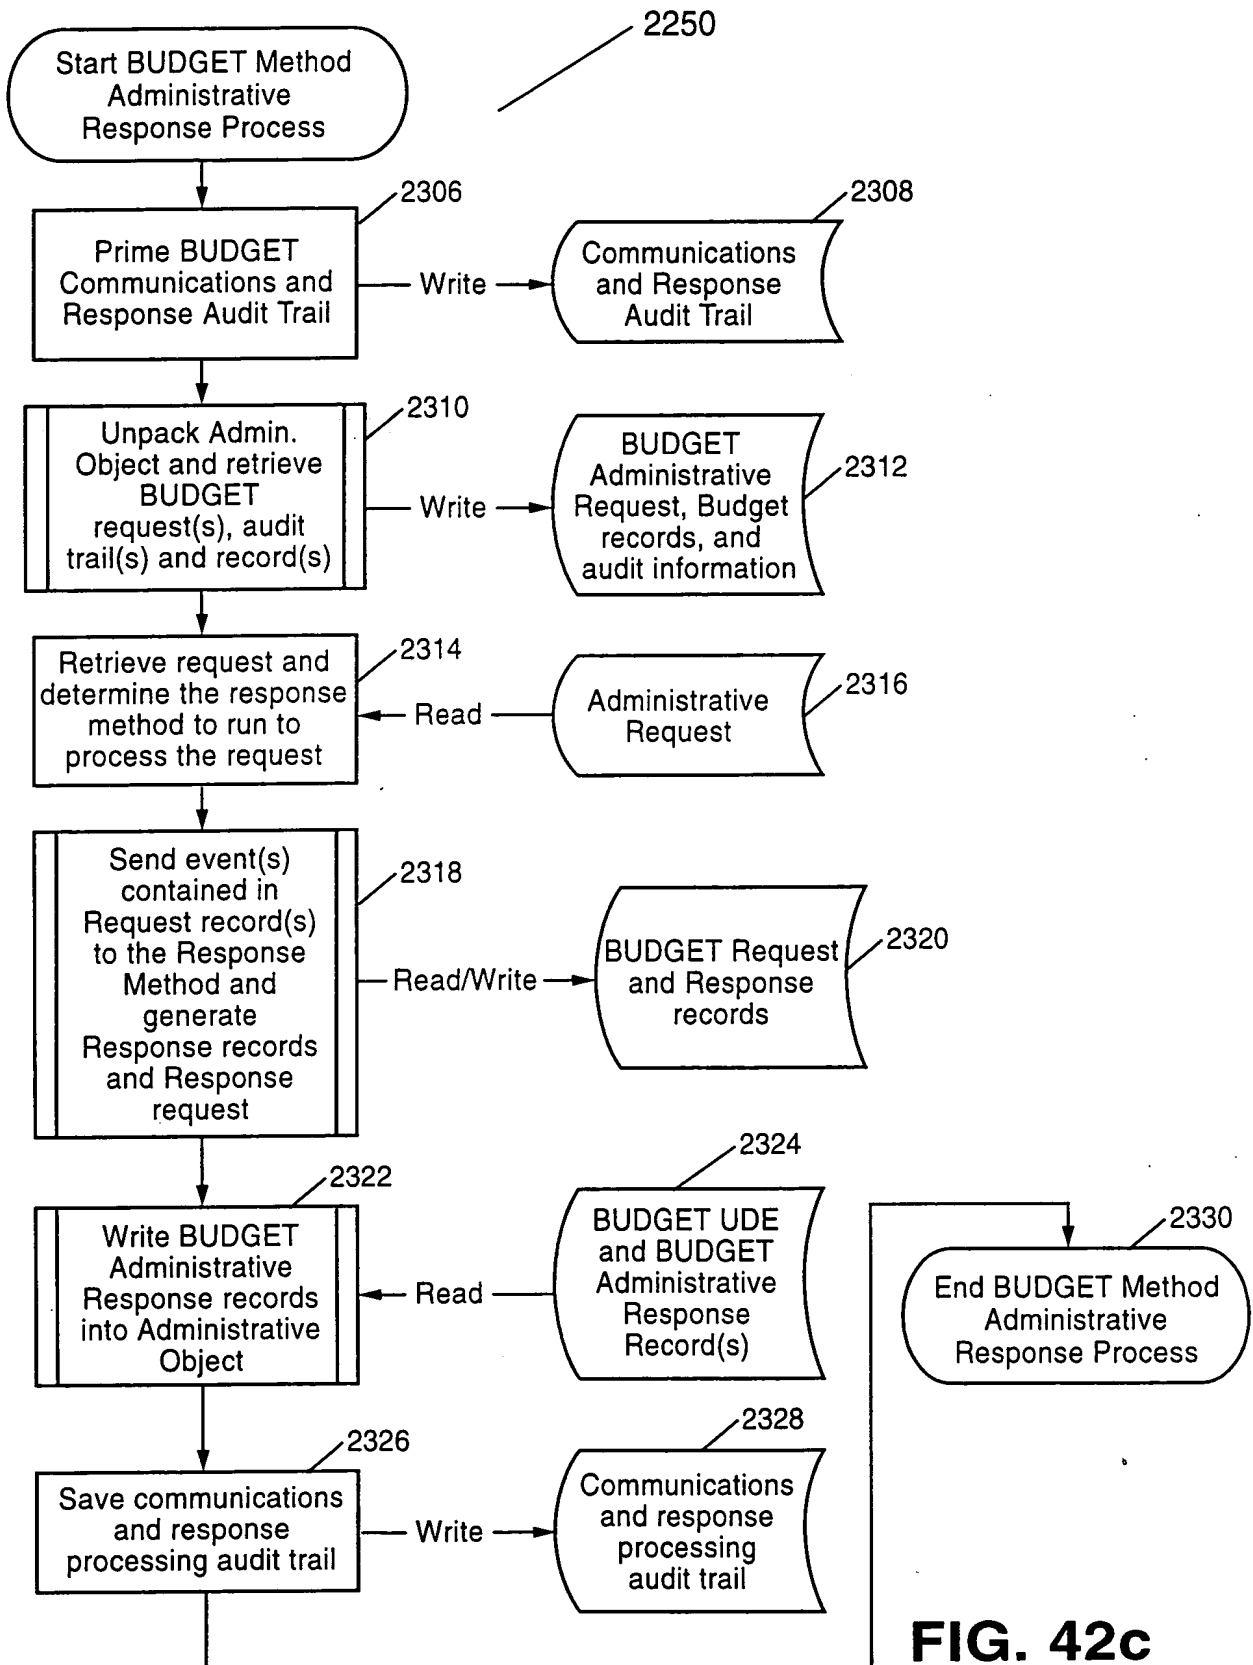 2250
Start BUDGET Method
Administrative
Response Process
2306
Prime BUDGET
Communications and
Response Audit Trail
Write
2308
Communications
and Response
Audit Trail
2310
Unpack Admin.
Object and retrieve
BUDGET
request(s), audit
trail(s) and record(s)
Write
2312
BUDGET
Administrative
Request, Budget
records, and
audit information
2314
Retrieve request and
determine the response
method to run to
process the request
Read
2316
Administrative
Request
2318
Send event(s)
contained in
Request record(s)
to the Response
Method and
generate
Response records
and Response
request
Read/Write
2320
BUDGET Request
and Response
records
2322
Write BUDGET
Administrative
Response records
into Administrative
Object
Read
2324
BUDGET UDE
and BUDGET
Administrative
Response
Record(s)
2326
Save communications
and response
processing audit trail
Write
2328
Communications
and response
processing
audit trail
2330
End BUDGET Method
Administrative
Response Process
FIG. 42c